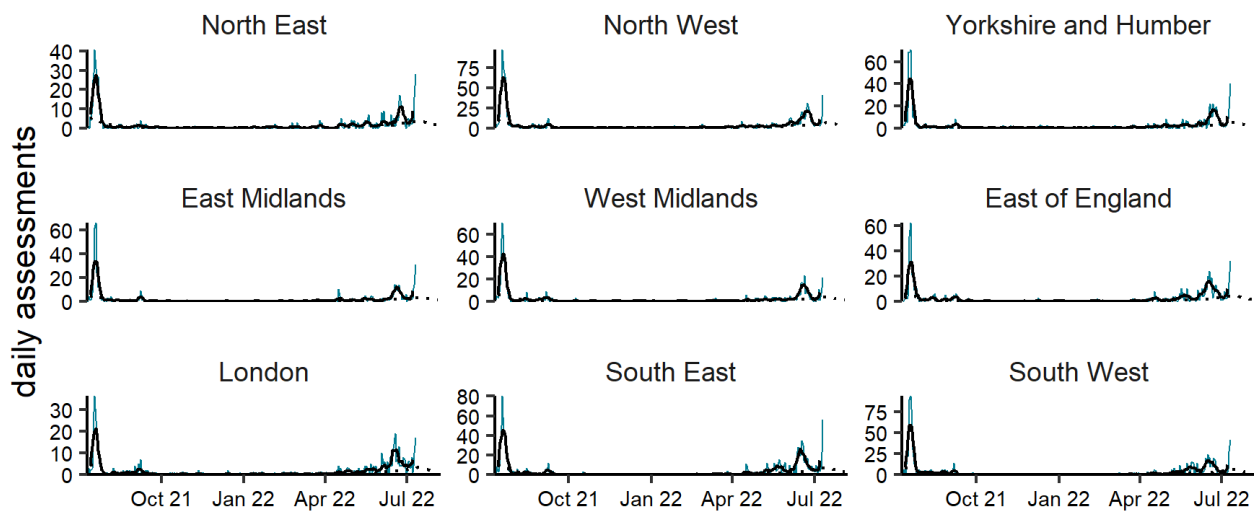 North East
North West
Yorkshire and Humber
40
30
20
10
0
75
50
25
0
60
40
20
0
daily assessments
East Midlands
West Midlands
East of England
60
40
20
0
60
40
20
0
60
40
20
0
London
South East
South West
30
20
10
0
80
60
40
20
0
75
50
25
0
Oct 21 Jan 22 Apr 22 Jul 22
Oct 21 Jan 22 Apr 22 Jul 22
Oct 21 Jan 22 Apr 22 Jul 22